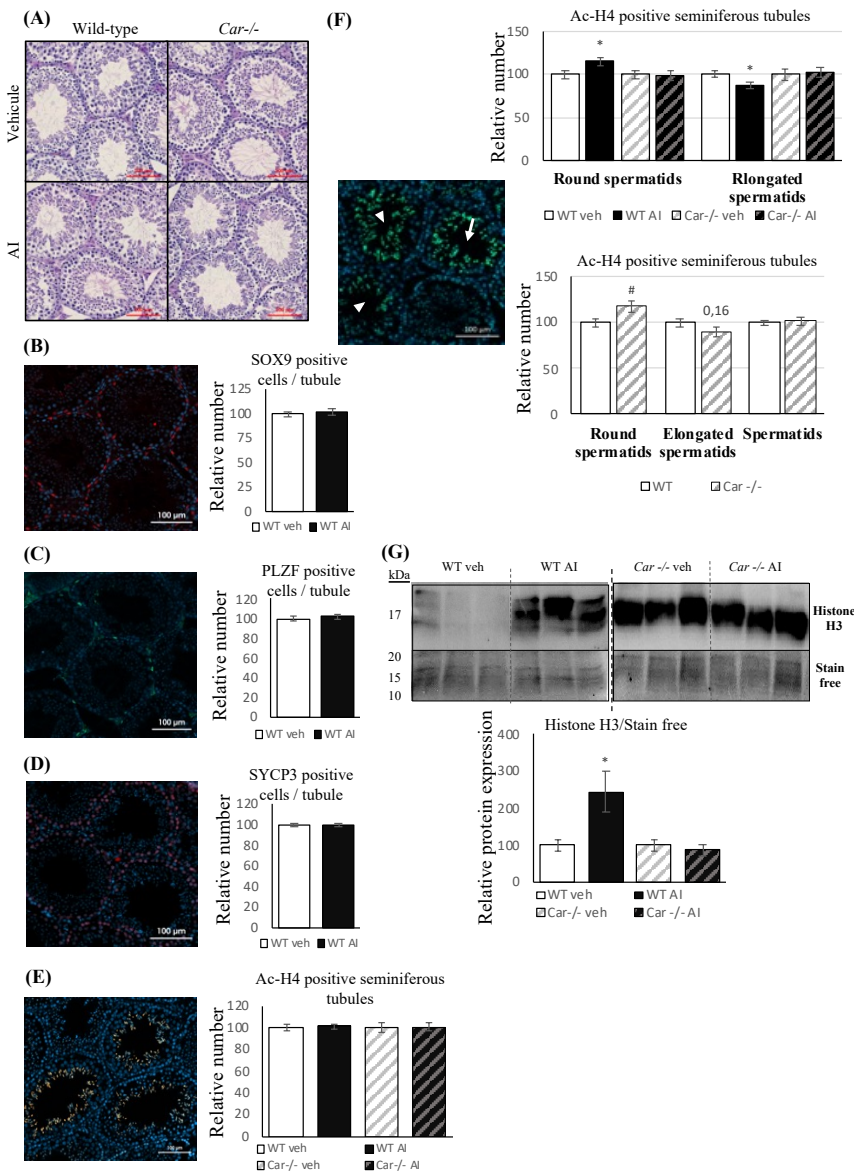 (A)
Wild-type
Car-/-
Vehicule
AI
(B)
SOX9 positive
cells / tubule
Relative number
125
100
75
50
25
0
WT veh WT AI
100 µm
(C)
PLZF positive
cells / tubule
Relative number
120
100
80
60
40
20
0
WT veh WT AI
100 µm
(D)
SYCP3 positive
cells / tubule
Relative number
120
100
80
60
40
20
0
WT veh WT AI
100 µm
(E)
Ac-H4 positive seminiferous
tubules
Relative number
120
100
80
60
40
20
0
WT veh WT AI
Car-/- veh Car-/- AI
100 µm
(F)
Ac-H4 positive seminiferous tubules
Relative number
150
100
50
0
* *
Round spermatids Rlongated
spermatids
WT veh WT AI Car-/- veh Car-/- AI
100 µm
Ac-H4 positive seminiferous tubules
Relative number
150
100
50
0
# 0,16
Round Elongated Spermatids
spermatids spermatids
WT Car -/-
(G)
kDa
WT veh WT AI Car -/- veh Car -/- AI
17
Histone
H3
20
15
10
Stain
free
Histone H3/Stain free
Relative protein expression
400
300
200
100
0
*
WT veh WT AI
Car-/- veh Car -/- AI